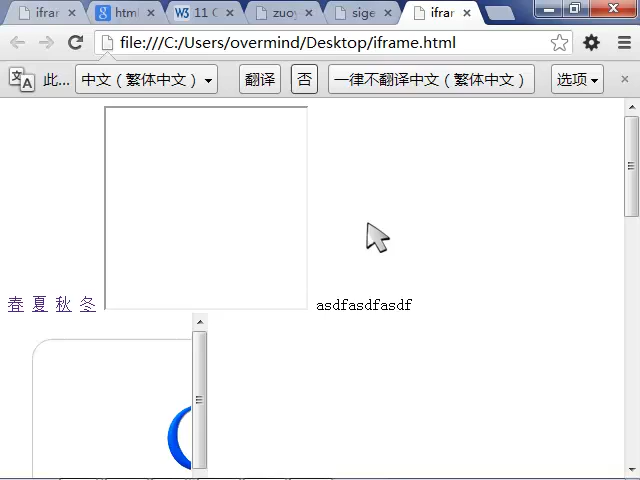 ifran
html
11 C
zuoy
sige
ifran
file:///C:/Users/overmind/Desktop/iframe.html
此... 中文（繁体中文） 翻译 否 一律不翻译中文（繁体中文） 选项
春 夏 秋 冬 asdfasdfasdf